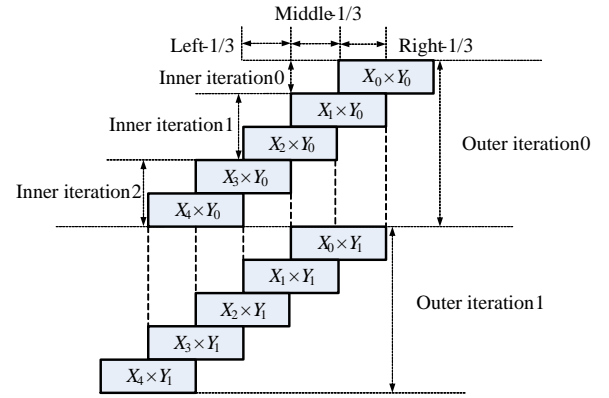 Middle-1/3
Left-1/3
Right-1/3
Inner iteration0
X₀×Y₀
Inner iteration1
X₁×Y₀
X₂×Y₀
Outer iteration0
Inner iteration2
X₃×Y₀
X₄×Y₀
X₀×Y₁
X₁×Y₁
Outer iteration1
X₂×Y₁
X₃×Y₁
X₄×Y₁